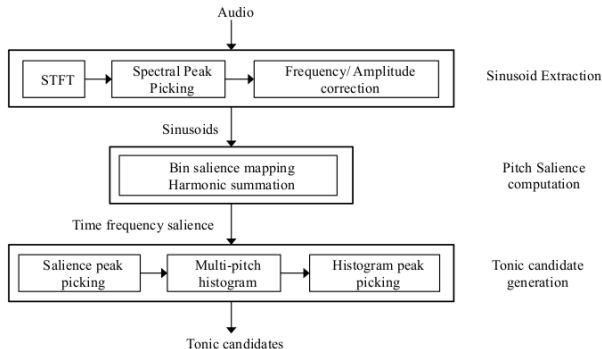 Audio
STFT
Spectral Peak
Picking
Frequency/ Amplitude
correction
Sinusoid Extraction
Sinusoids
Bin salience mapping
Harmonic summation
Pitch Salience
computation
Time frequency salience
Salience peak
picking
Multi-pitch
histogram
Histogram peak
picking
Tonic candidate
generation
Tonic candidates